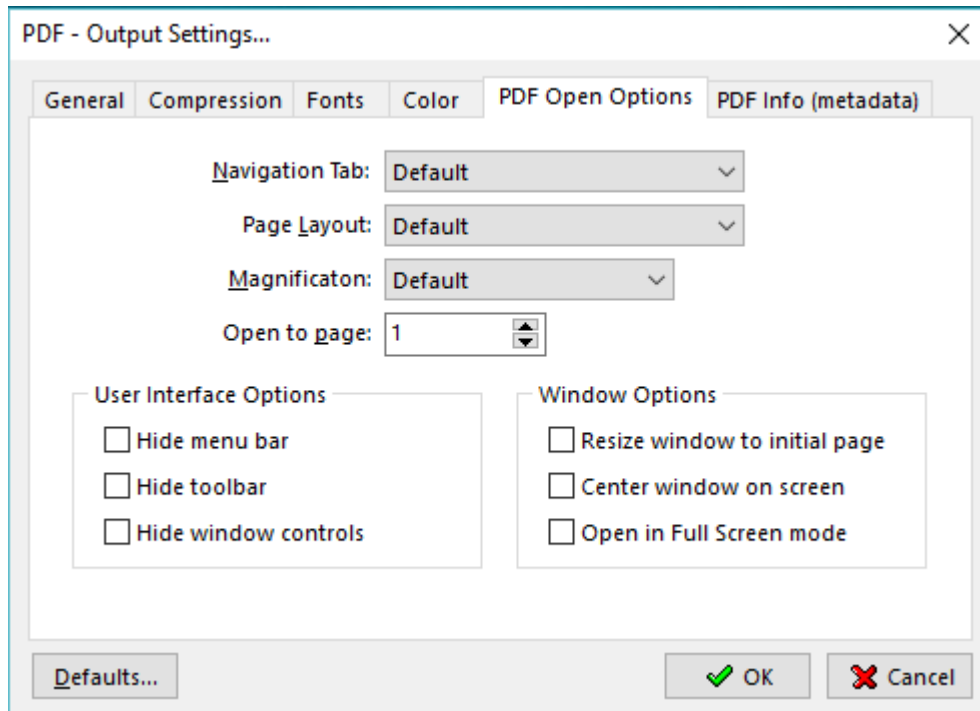 PDF - Output Settings...
General Compression Fonts Color PDF Open Options PDF Info (metadata)
Navigation Tab: Default
Page Layout: Default
Magnificaton: Default
Open to page: 1
User Interface Options
Hide menu bar
Hide toolbar
Hide window controls
Window Options
Resize window to initial page
Center window on screen
Open in Full Screen mode
Defaults... OK Cancel